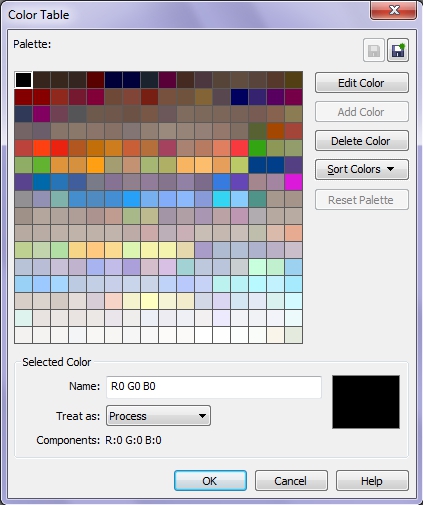 Color Table
Palette:
Edit Color
Add Color
Delete Color
Sort Colors
Reset Palette
Selected Color
Name: R0 G0 B0
Treat as: Process
Components: R:0 G:0 B:0
OK Cancel Help